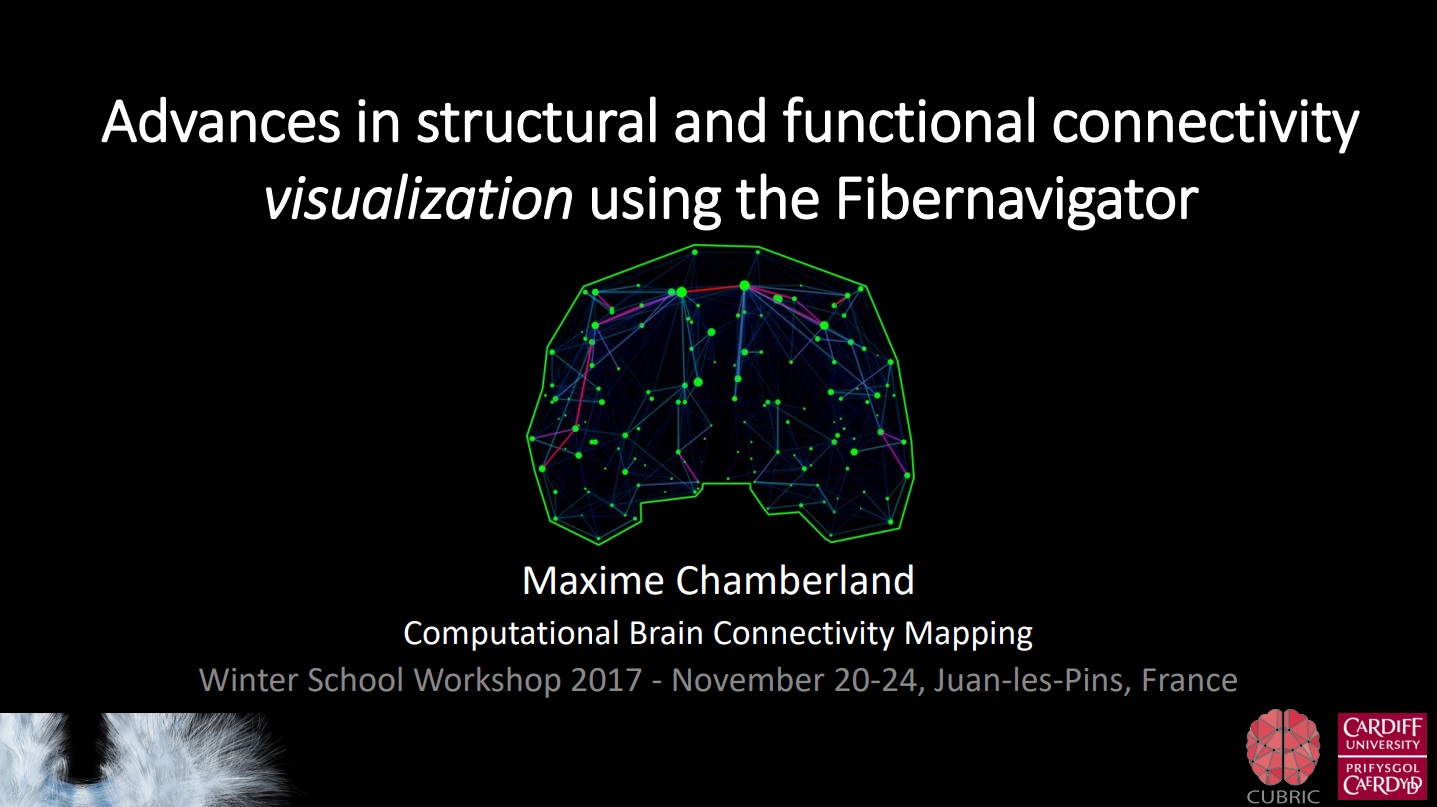 Advances in structural and functional connectivity
visualization using the Fibernavigator
Maxime Chamberland
Computational Brain Connectivity Mapping
Winter School Workshop 2017 - November 20-24, Juan-les-Pins, France
CUBRIC
CARDIFF
UNIVERSITY
PRIFYSGOL
CAERDYDD